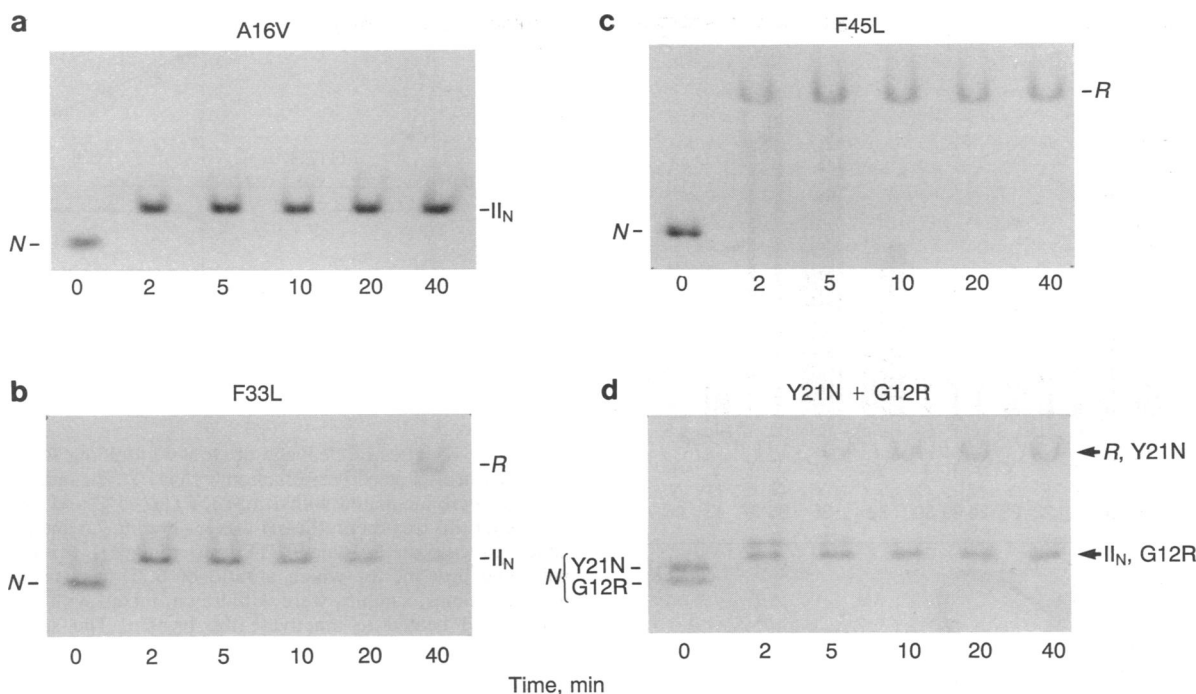 a
A16V
N–
–II_N
0 2 5 10 20 40
b
F33L
–R
–II_N
N–
0 2 5 10 20 40
c
F45L
–R
N–
0 2 5 10 20 40
d
Y21N + G12R
R, Y21N
II_N, G12R
N{ Y21N –
G12R –
0 2 5 10 20 40
Time, min